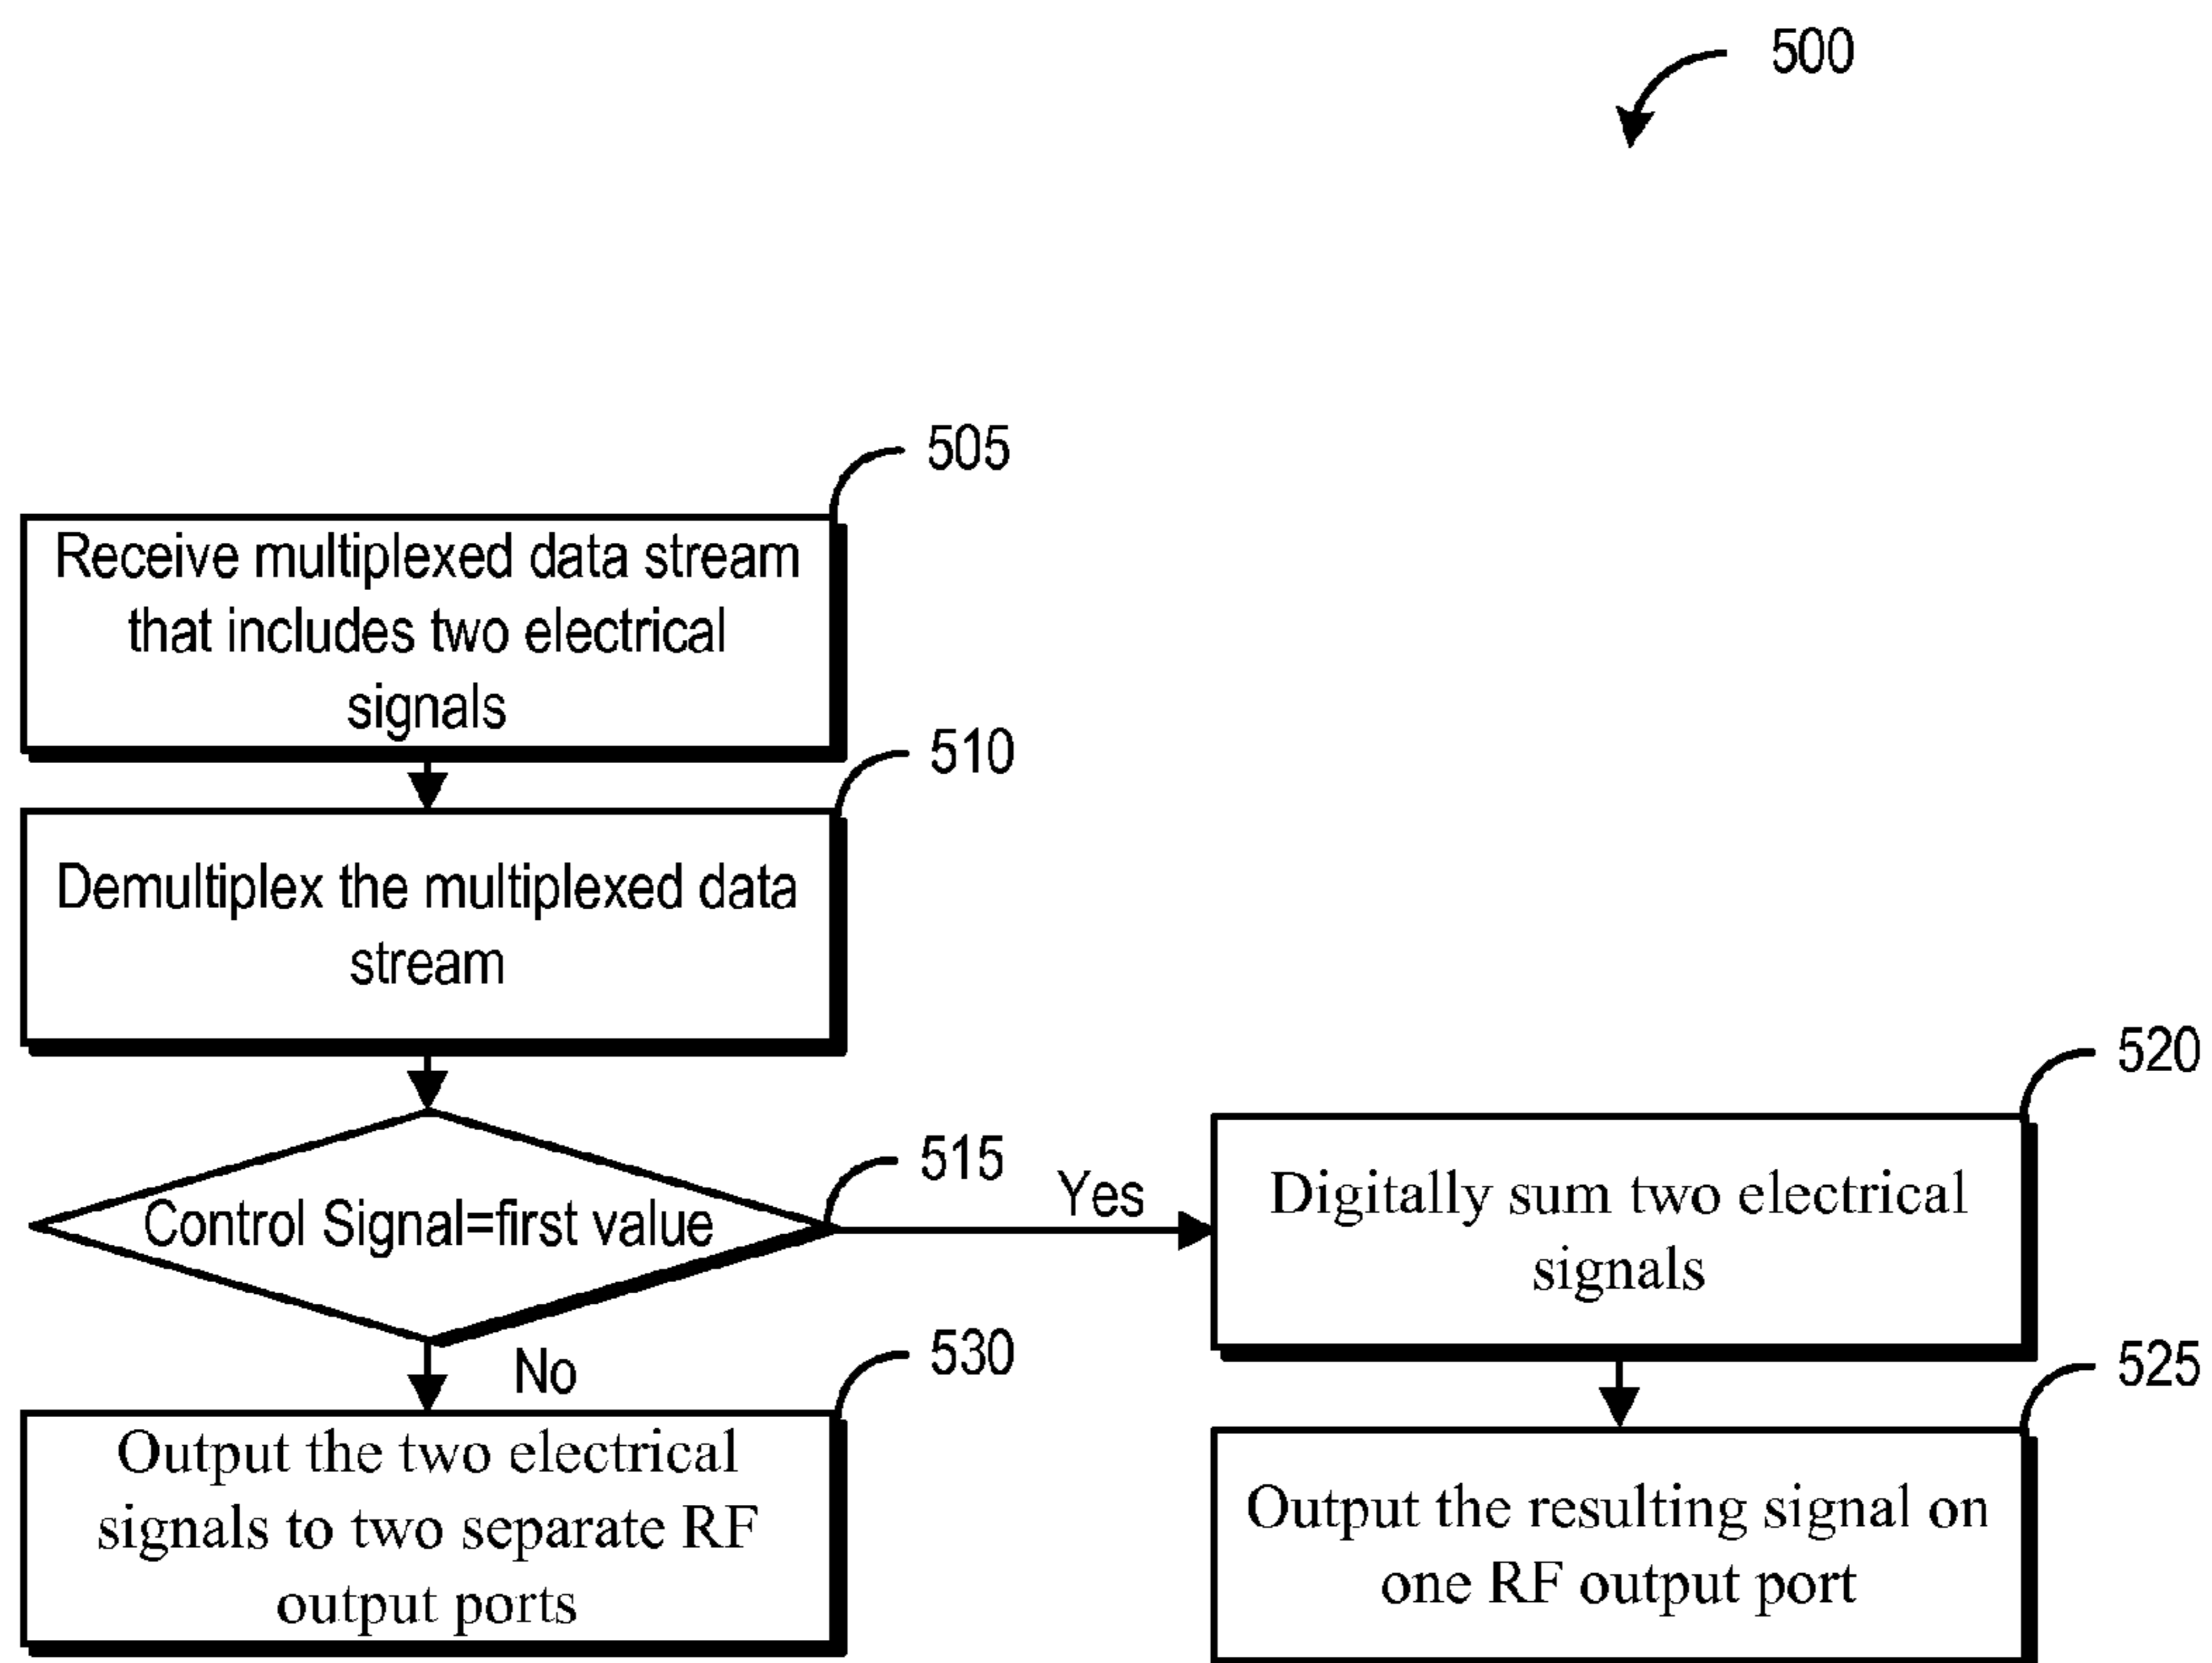 500
505
Receive multiplexed data stream
that includes two electrical
signals
510
Demultiplex the multiplexed data
stream
515
Control Signal=first value
Yes
No
520
Digitally sum two electrical
signals
525
Output the resulting signal on
one RF output port
530
Output the two electrical
signals to two separate RF
output ports